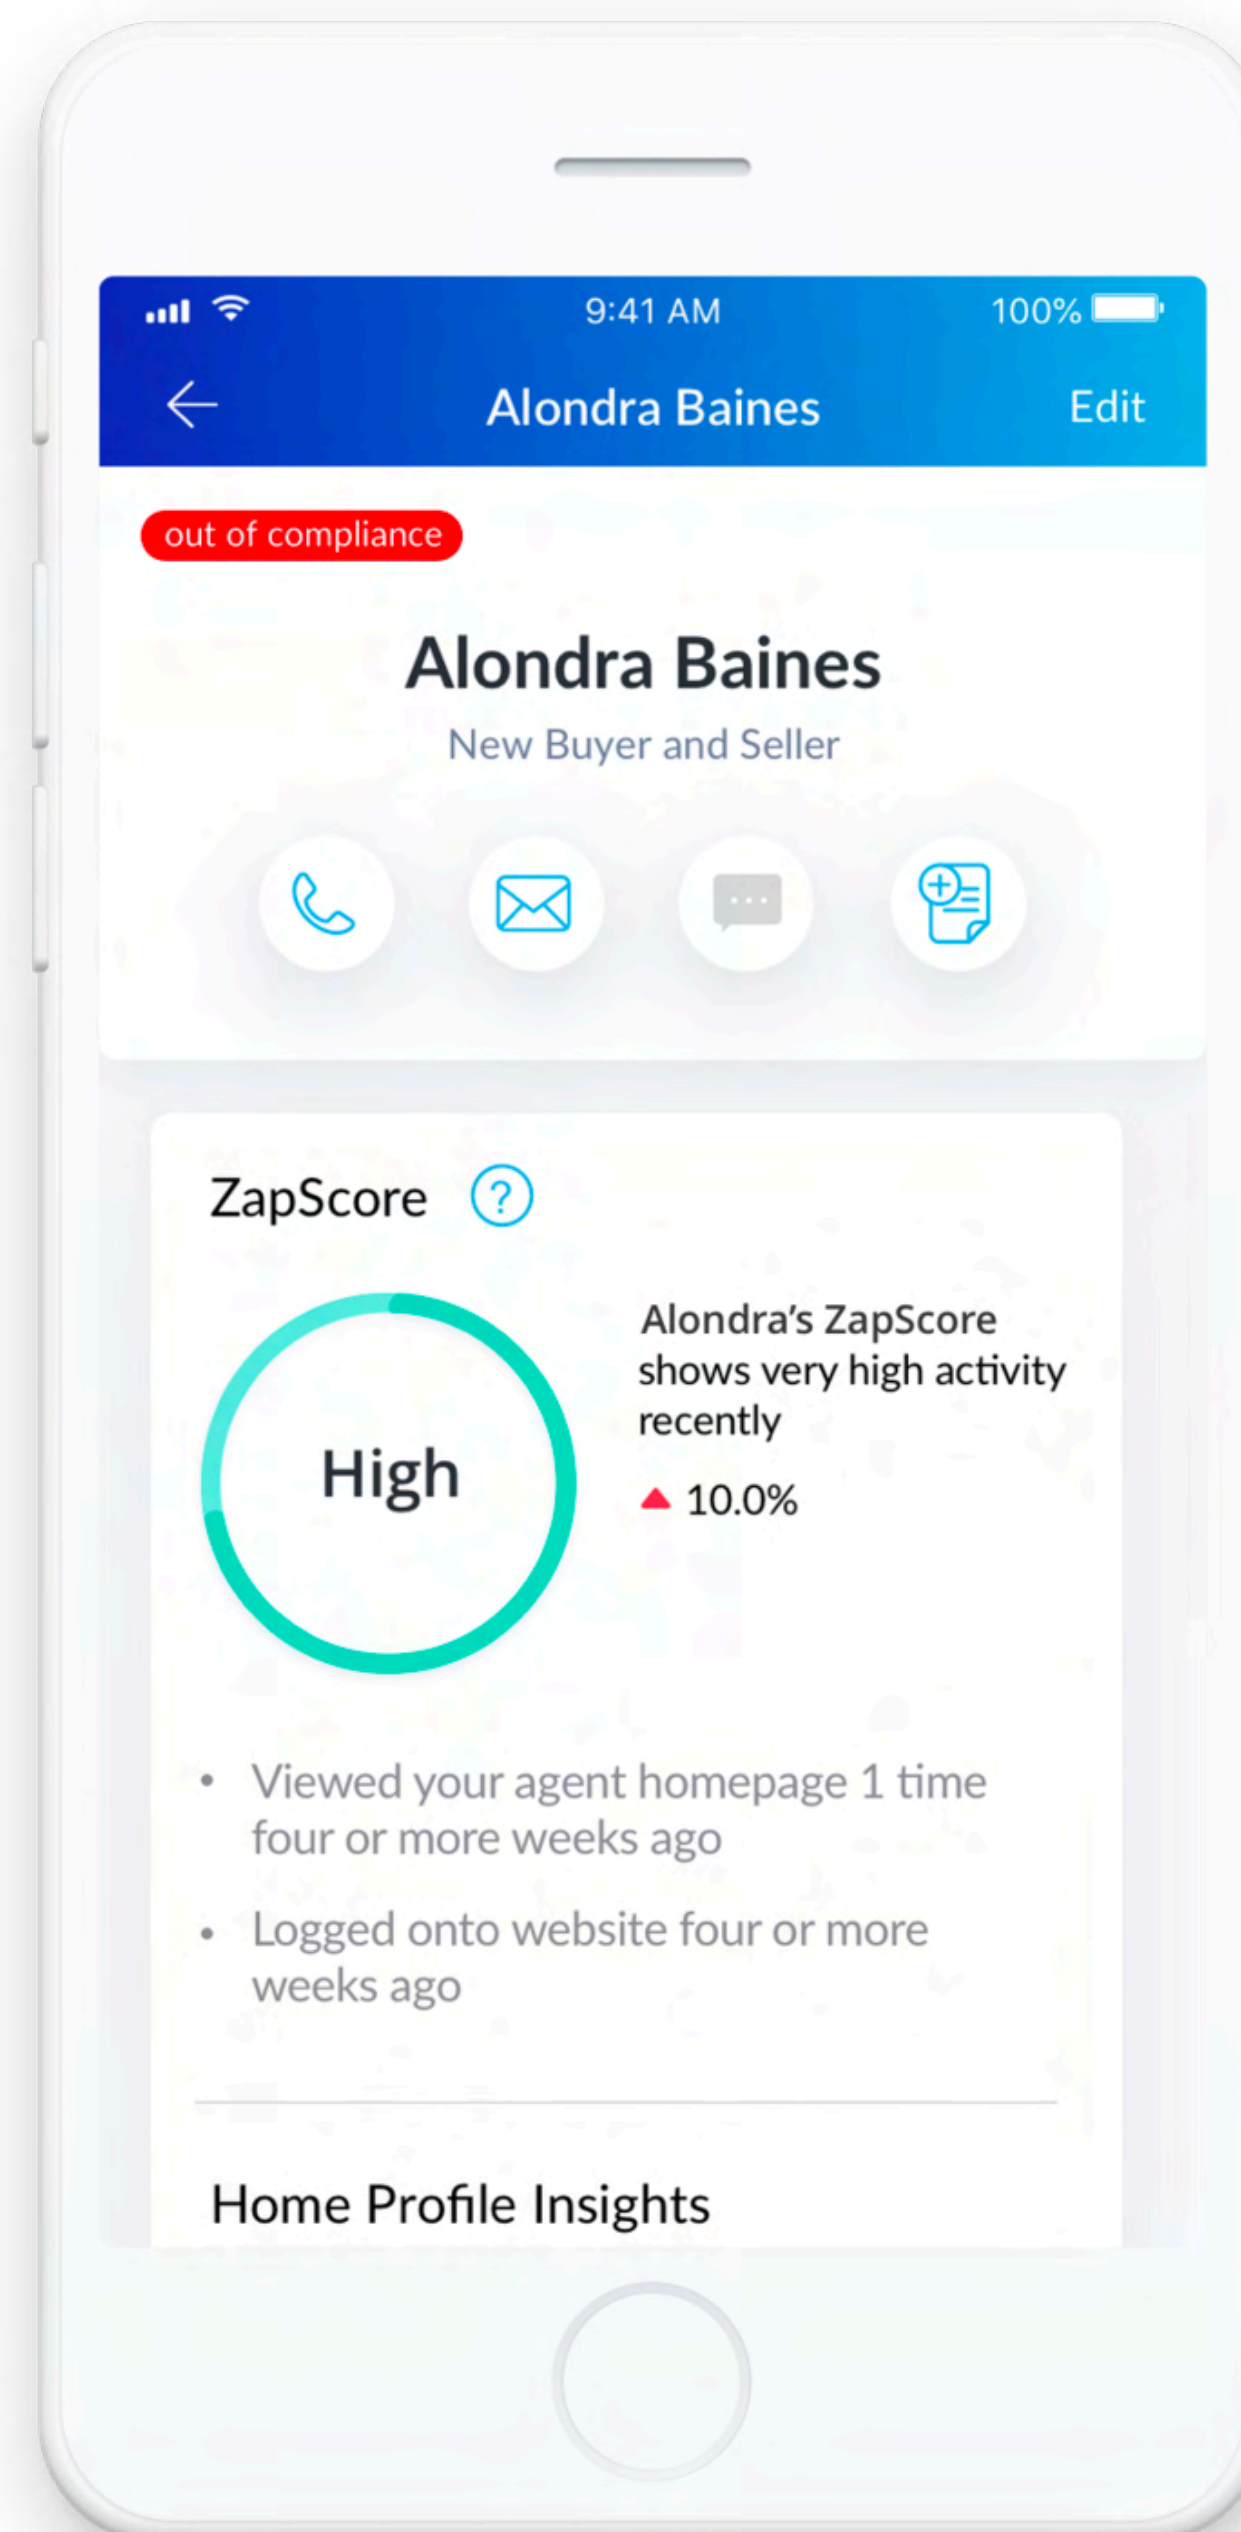 9:41 AM 100%
Alondra Baines Edit
out of compliance
Alondra Baines
New Buyer and Seller
ZapScore ?
High
Alondra's ZapScore
shows very high activity
recently
10.0%
• Viewed your agent homepage 1 time
four or more weeks ago
• Logged onto website four or more
weeks ago
Home Profile Insights